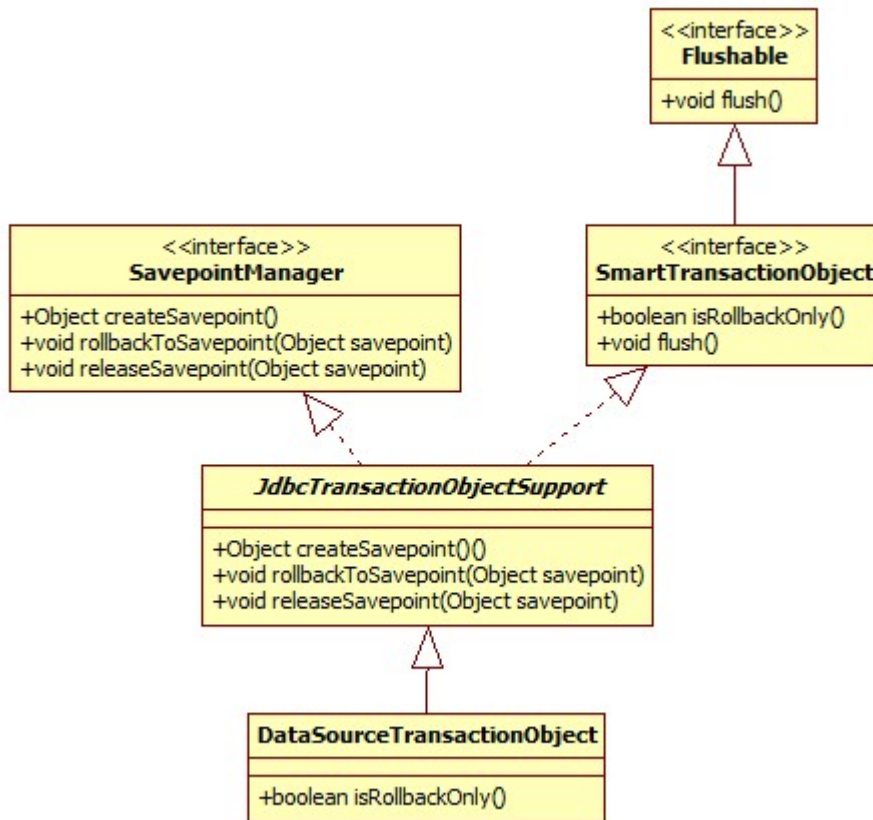 <<interface>>
Flushable
+void flush()
<<interface>>
SavepointManager
+Object createSavepoint()
+void rollbackToSavepoint(Object savepoint)
+void releaseSavepoint(Object savepoint)
<<interface>>
SmartTransactionObject
+boolean isRollbackOnly()
+void flush()
JdbcTransactionObjectSupport
+Object createSavepoint()()
+void rollbackToSavepoint(Object savepoint)
+void releaseSavepoint(Object savepoint)
DataSourceTransactionObject
+boolean isRollbackOnly()